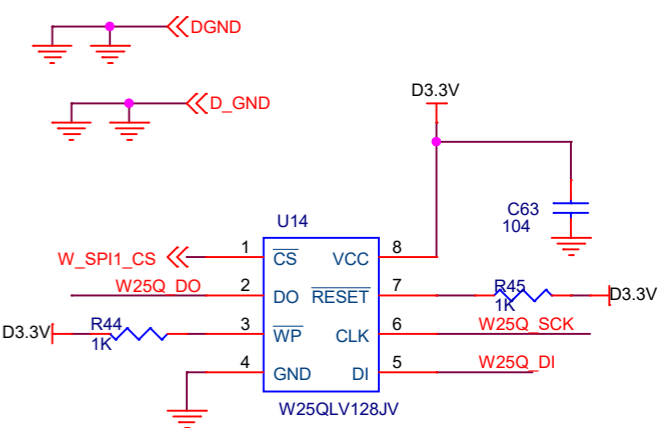 DGND
D_GND
D3.3V
C63
104
U14
W_SPI1_CS
1
CS
VCC
8
W25Q_DO
2
DO
RESET
7
R45
1K
D3.3V
D3.3V
R44
1K
3
WP
CLK
6
W25Q_SCK
4
GND
DI
5
W25Q_DI
W25QLV128JV